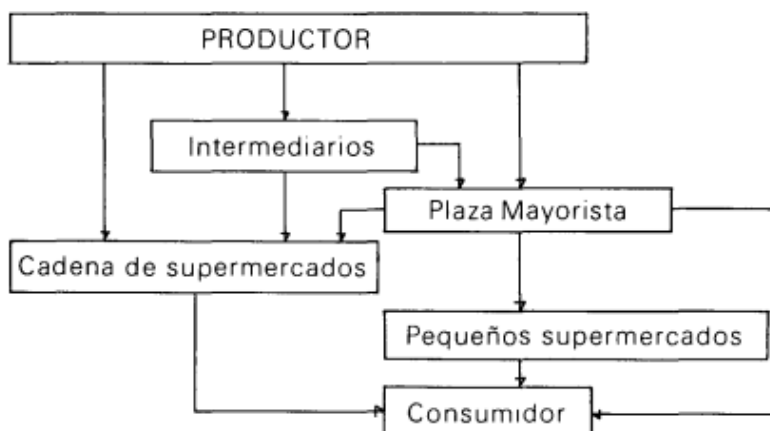 PRODUCTOR
Intermediarios
Plaza Mayorista
Cadena de supermercados
Pequeños supermercados
Consumidor